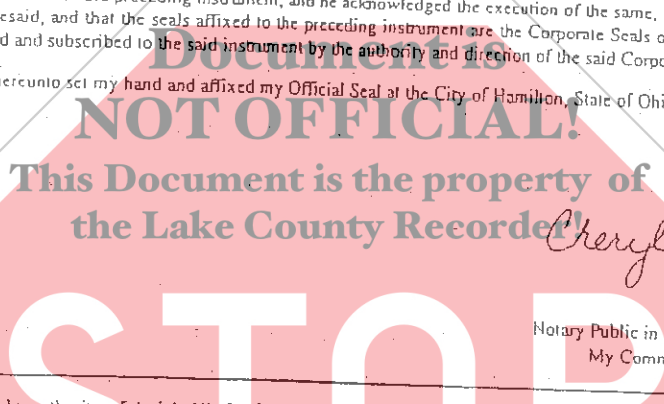 esaid, and that the seals affixed to the preceding instrument are the Corporate Seals o
d and subscribed to the said instrument by the authority and direction of the said Corpo
Document is
ereunto set my hand and affixed my Official Seal at the City of Hamilton, State of Ohi
NOT OFFICIAL!
This Document is the property of
the Lake County Recorder!
Cheryl
STOP
Notary Public in
My Comm